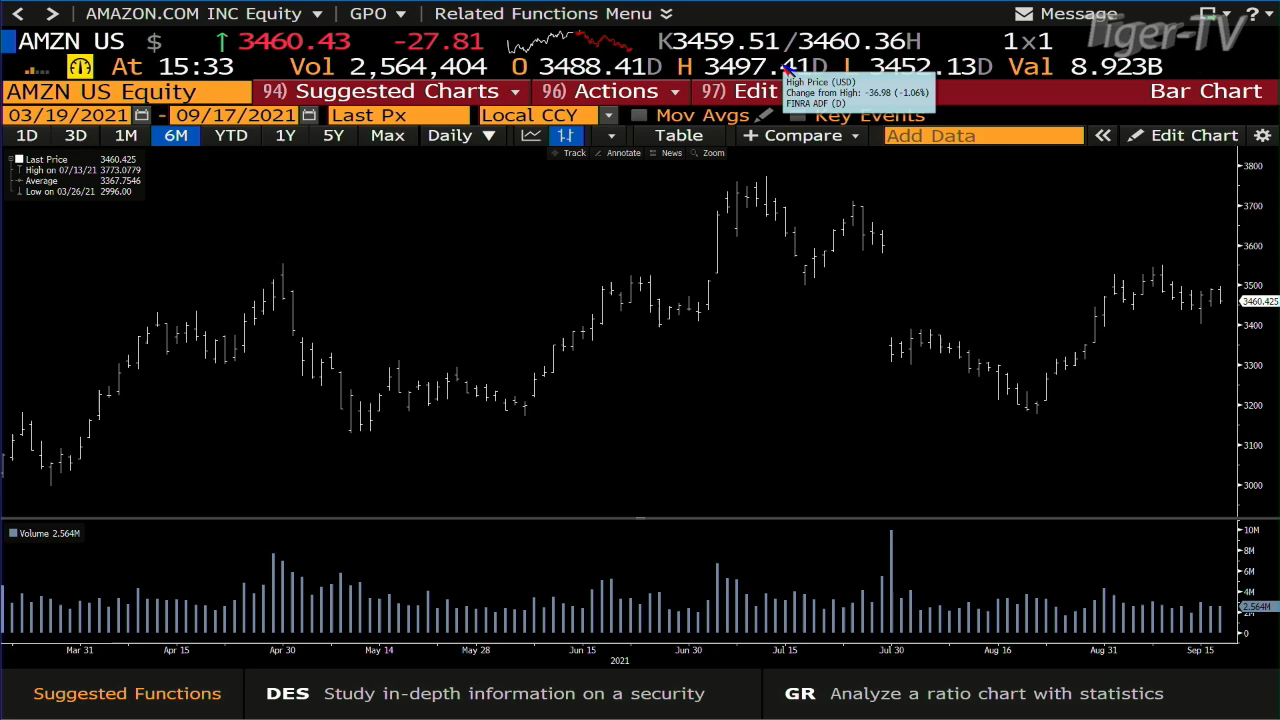 < > AMAZON.COM INC Equity | GPO | Related Functions Menu Message ?
Tiger-TV
AMZN US $ ↑ 3460.43 -27.81 K3459.51/3460.36H 1×1
At 15:33 Vol 2,564,404 O 3488.41D H 3497.41D L 3452.13D Val 8.923B
High Price (USD)
Change from High: -36.98 (-1.06%)
FINRA ADF (D)
AMZN US Equity 94) Suggested Charts 96) Actions 97) Edit Bar Chart
03/19/2021 - 09/17/2021 Last Px Local CCY Mov Avgs Key Events
1D 3D 1M 6M YTD 1Y 5Y Max Daily ▼ Table + Compare Add Data « Edit Chart
Track Annotate News Zoom
Last Price 3460.425
High on 07/13/21 3773.0779
Average 3367.7546
Low on 03/26/21 2996.00
3800
3700
3600
3500
3460.425
3400
3300
3200
3100
3000
Volume 2.564M
10M
8M
6M
4M
2.564M
2M
0
Mar 31 Apr 15 Apr 30 May 14 May 28 Jun 15 Jun 30 Jul 15 Jul 30 Aug 16 Aug 31 Sep 15
2021
Suggested Functions DES Study in-depth information on a security GR Analyze a ratio chart with statistics